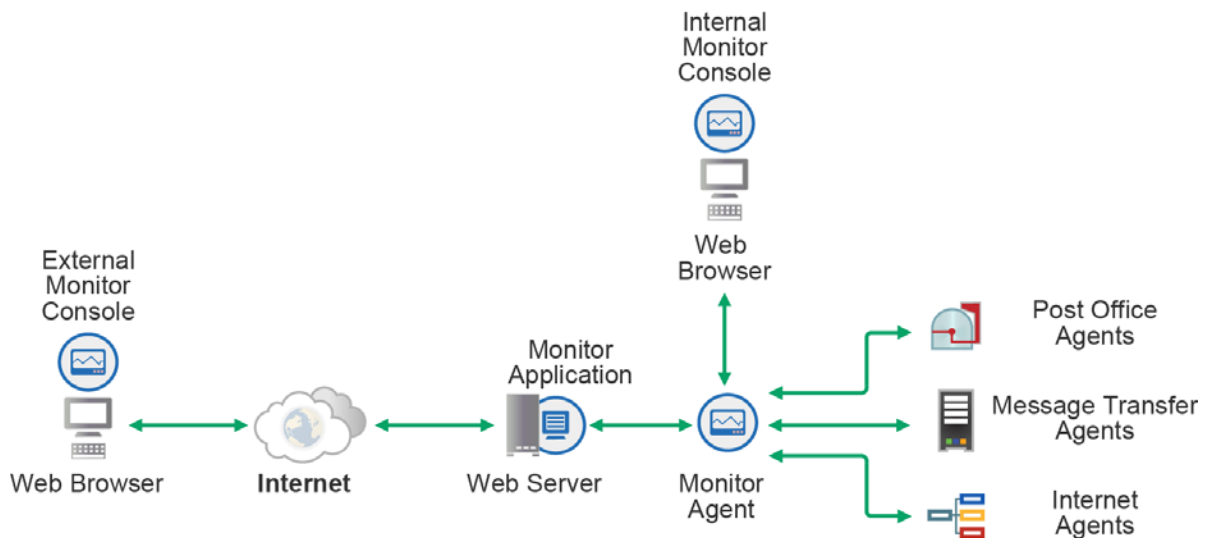 Internal
Monitor
Console
Web
Browser
External
Monitor
Console
Web Browser
Internet
Monitor
Application
Web Server
Monitor
Agent
Post Office
Agents
Message Transfer
Agents
Internet
Agents